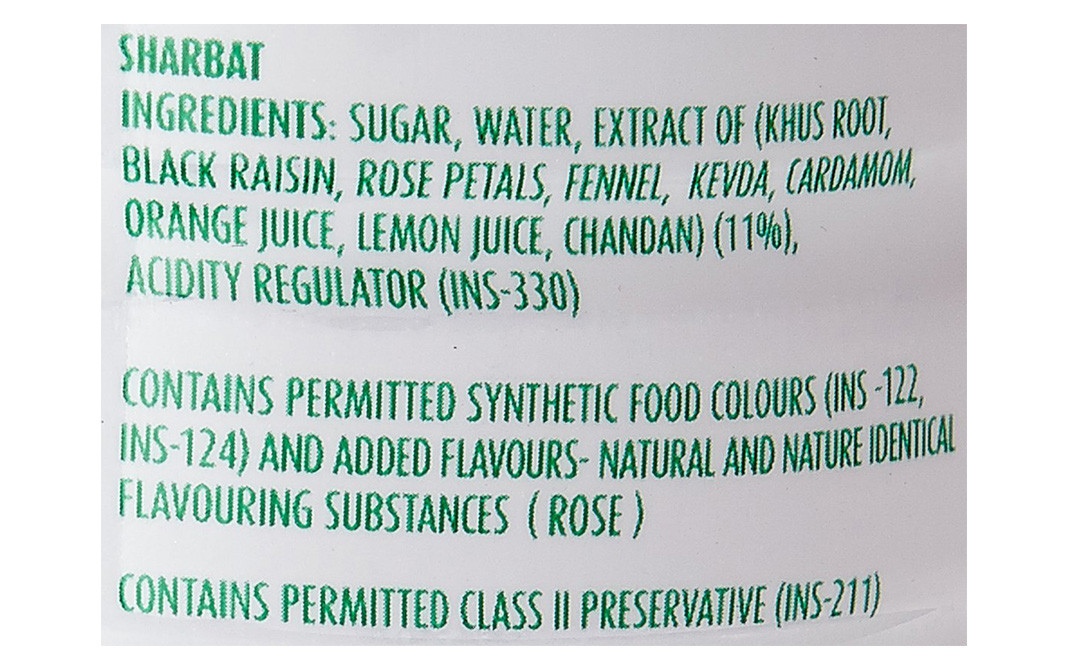 SHARBAT
INGREDIENTS: SUGAR, WATER, EXTRACT OF (KHUS ROOT,
BLACK RAISIN, ROSE PETALS, FENNEL, KEVDA, CARDAMOM,
ORANGE JUICE, LEMON JUICE, CHANDAN) (11%),
ACIDITY REGULATOR (INS-330)
CONTAINS PERMITTED SYNTHETIC FOOD COLOURS (INS -122,
INS-124) AND ADDED FLAVOURS- NATURAL AND NATURE IDENTICAL
FLAVOURING SUBSTANCES ( ROSE )
CONTAINS PERMITTED CLASS II PRESERVATIVE (INS-211)